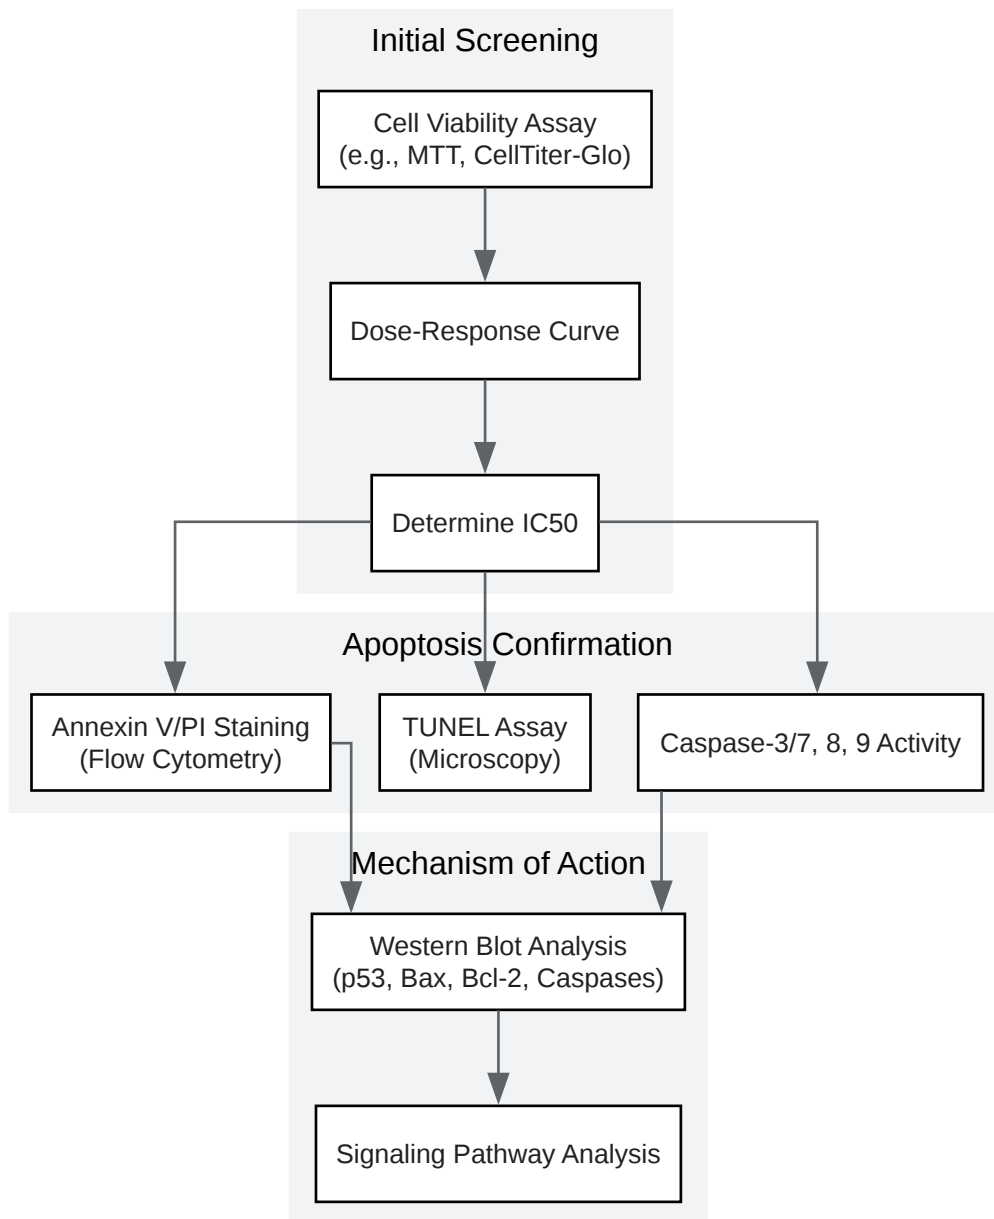 Initial Screening
Cell Viability Assay
(e.g., MTT, CellTiter-Glo)
Dose-Response Curve
Determine IC50
Apoptosis Confirmation
Annexin V/PI Staining
(Flow Cytometry)
TUNEL Assay
(Microscopy)
Caspase-3/7, 8, 9 Activity
Mechanism of Action
Western Blot Analysis
(p53, Bax, Bcl-2, Caspases)
Signaling Pathway Analysis